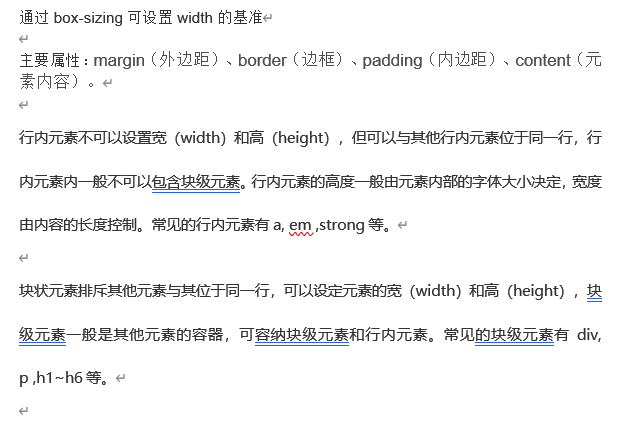 通过 box-sizing 可设置 width 的基准
主要属性：margin（外边距）、border（边框）、padding（内边距）、content（元
素内容）。
行内元素不可以设置宽（width）和高（height），但可以与其他行内元素位于同一行，行
内元素内一般不可以包含块级元素。行内元素的高度一般由元素内部的字体大小决定，宽度
由内容的长度控制。常见的行内元素有 a, em ,strong 等。
块状元素排斥其他元素与其位于同一行，可以设定元素的宽（width）和高（height），块
级元素一般是其他元素的容器，可容纳块级元素和行内元素。常见的块级元素有 div,
p ,h1~h6 等。